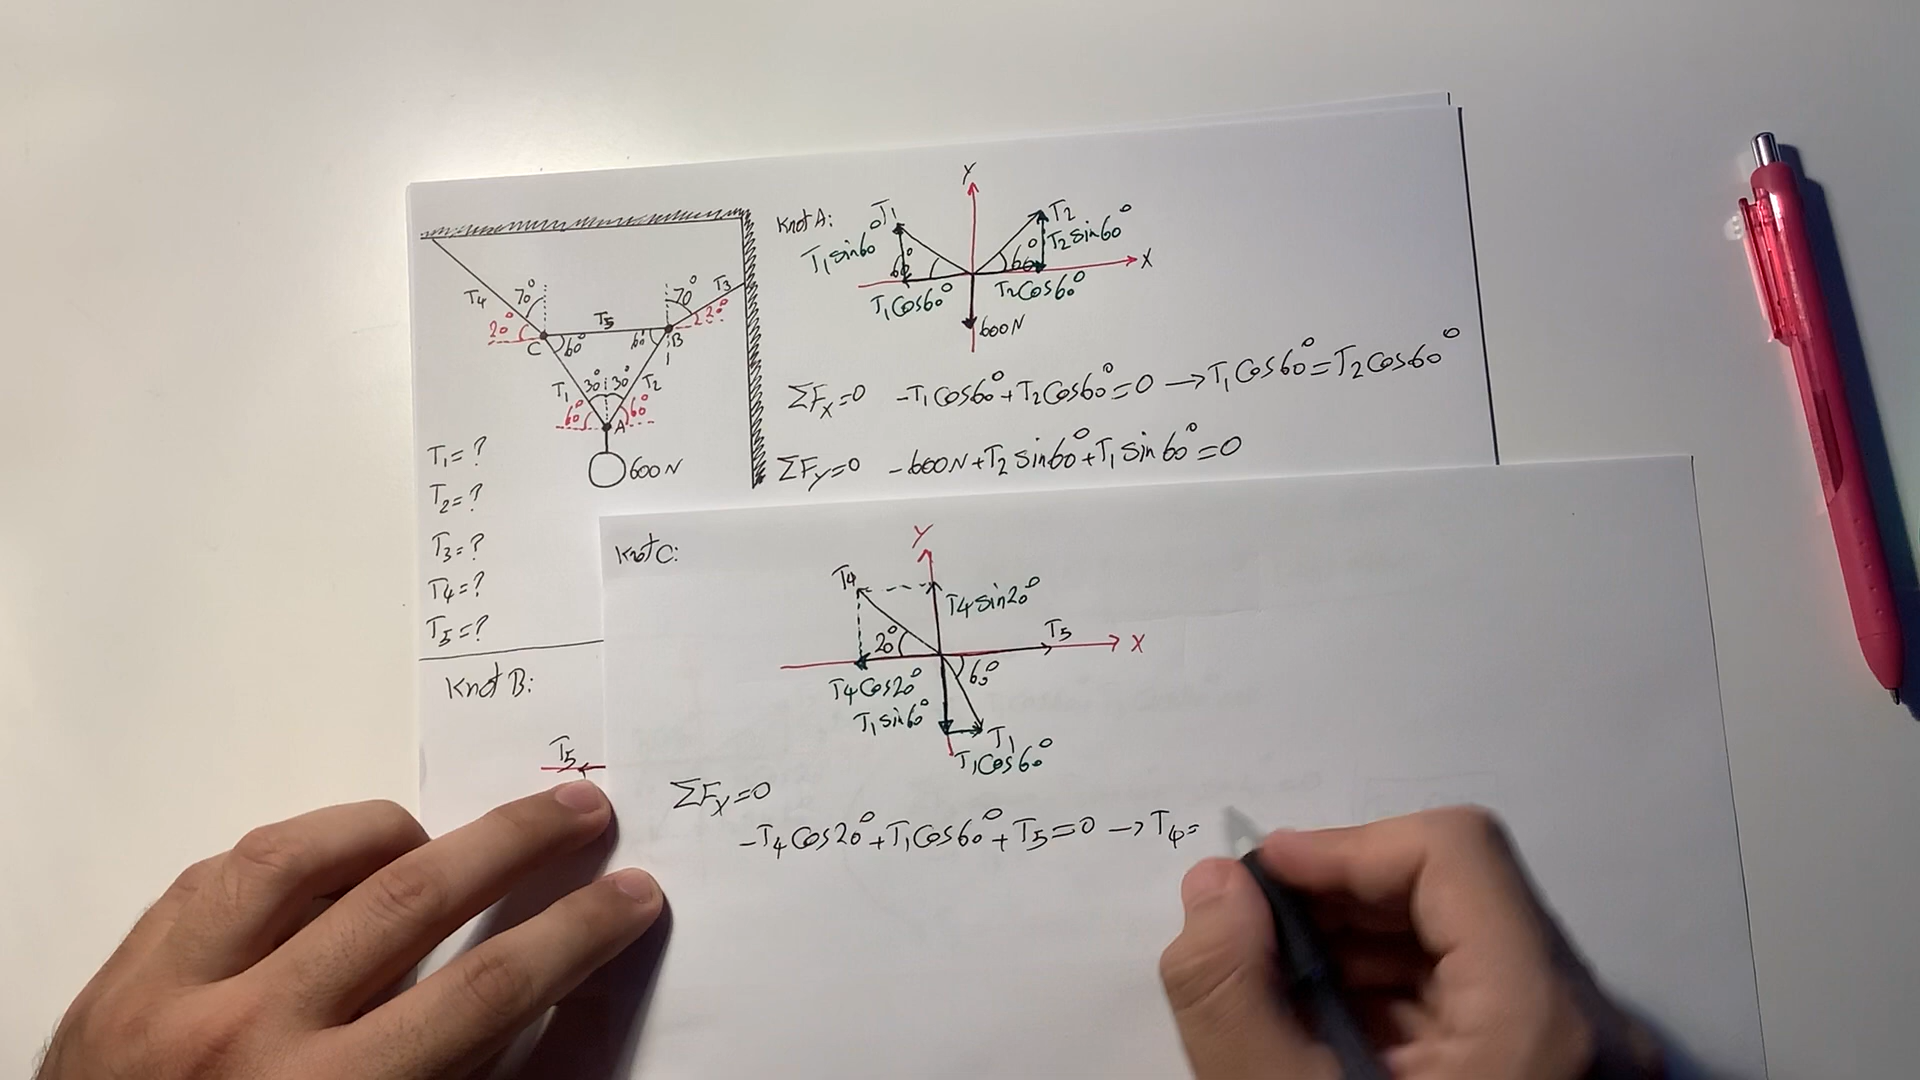 T4
70°
20°
C
60°
T5
70°
T3
20°
60°
B
T1
30°
30°
T2
60°
60°
A
600N
T1=?
T2=?
T3=?
T4=?
T5=?
Knot A:
Y
X
T1
T1 sin60°
60°
T1 Cos60°
T2
T2 sin60°
60°
T2 Cos60°
600N
ΣFx=0 -T1 Cos60°+T2 Cos60°=0 → T1 Cos60°=T2 Cos60°
ΣFy=0 -600N+T2 sin60°+T1 sin60°=0
Knot B:
T5
Knot C:
Y
T4
T4 sin20°
20°
T5
X
T4 Cos20°
60°
T1 sin60°
T1
T1 Cos60°
ΣFx=0
-T4 Cos20°+T1 Cos60°+T5=0 → T4=